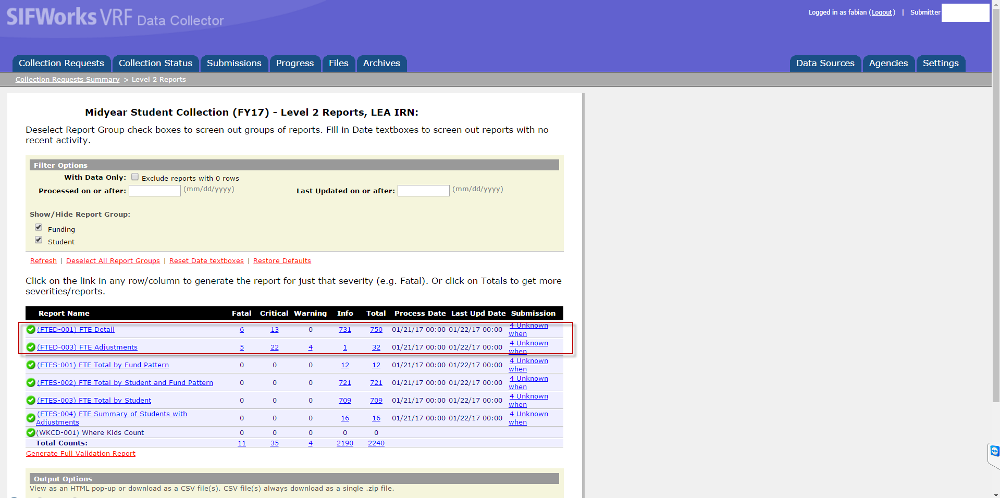 SIFWorks VRF Data Collector
Logged in as fabian (Logout) | Submitter
Collection Requests Collection Status Submissions Progress Files Archives Data Sources Agencies Settings
Collection Requests Summary > Level 2 Reports
Midyear Student Collection (FY17) - Level 2 Reports, LEA IRN:
Deselect Report Group check boxes to screen out groups of reports. Fill in Date textboxes to screen out reports with no
recent activity.
Filter Options
With Data Only: Exclude reports with 0 rows
Processed on or after: (mm/dd/yyyy) Last Updated on or after: (mm/dd/yyyy)
Show/Hide Report Group:
Funding
Student
Refresh | Deselect All Report Groups | Reset Date textboxes | Restore Defaults
Click on the link in any row/column to generate the report for just that severity (e.g. Fatal). Or click on Totals to get more
severities/reports.
Report Name Fatal Critical Warning Info Total Process Date Last Upd Date Submission
(FTED-001) FTE Detail 6 13 0 731 750 01/21/17 00:00 01/22/17 00:00 4 Unknown
when
(FTED-003) FTE Adjustments 5 22 4 1 32 01/21/17 00:00 01/22/17 00:00 4 Unknown
when
(FTES-001) FTE Total by Fund Pattern 0 0 0 12 12 01/21/17 00:00 01/22/17 00:00 4 Unknown
when
(FTES-002) FTE Total by Student and Fund Pattern 0 0 0 721 721 01/21/17 00:00 01/22/17 00:00 4 Unknown
when
(FTES-003) FTE Total by Student 0 0 0 709 709 01/21/17 00:00 01/22/17 00:00 4 Unknown
when
(FTES-004) FTE Summary of Students with 0 0 0 16 16 01/21/17 00:00 01/22/17 00:00 4 Unknown
Adjustments when
(WKCD-001) Where Kids Count 0 0 0 0 0
Total Counts: 11 35 4 2190 2240
Generate Full Validation Report
Output Options
View as an HTML pop-up or download as a CSV file(s). CSV file(s) always download as a single .zip file.